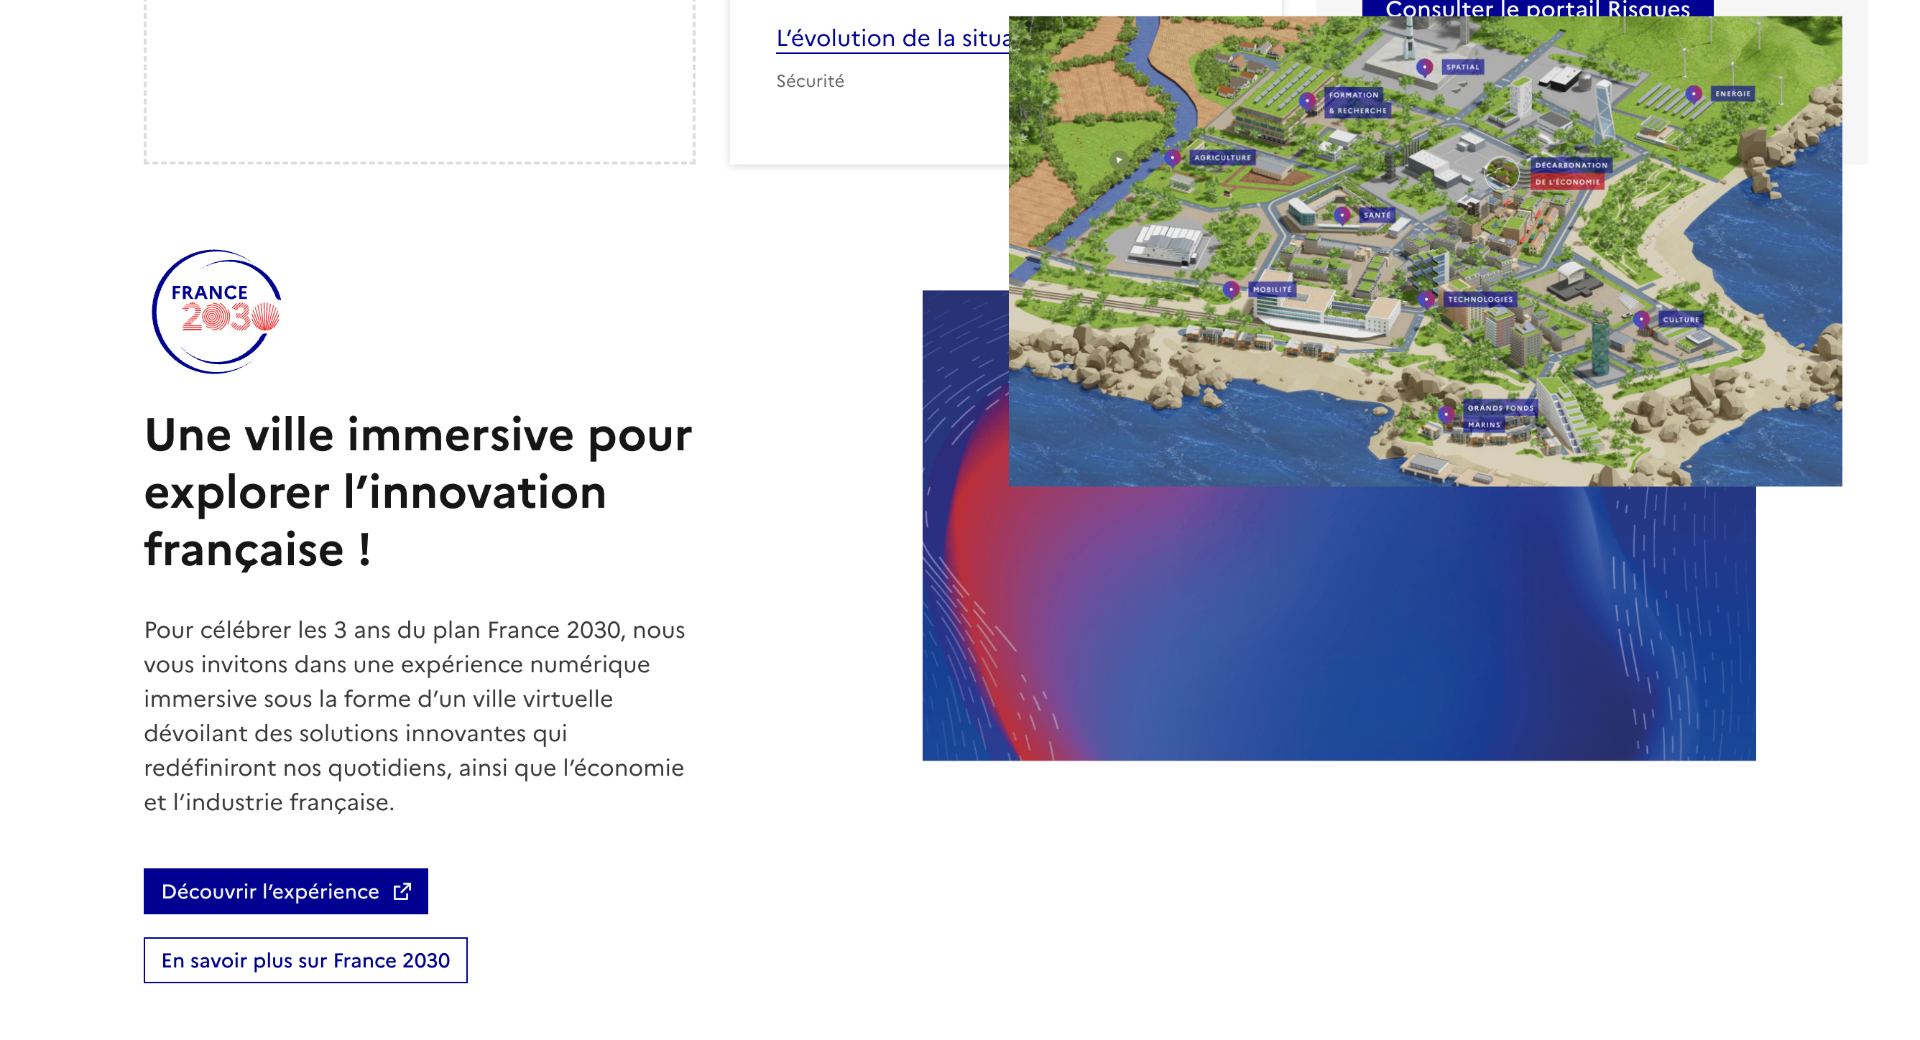 Consulter le portail Risques
L’évolution de la situa
Sécurité
SPATIAL
ENERGIE
FORMATION
& RECHERCHE
AGRICULTURE
DÉCARBONATION
DE L’ÉCONOMIE
SANTÉ
MOBILITÉ
TECHNOLOGIES
CULTURE
GRANDS FONDS
MARINS
FRANCE
2030
Une ville immersive pour
explorer l’innovation
française !
Pour célébrer les 3 ans du plan France 2030, nous
vous invitons dans une expérience numérique
immersive sous la forme d’un ville virtuelle
dévoilant des solutions innovantes qui
redéfiniront nos quotidiens, ainsi que l’économie
et l’industrie française.
Découvrir l’expérience
En savoir plus sur France 2030